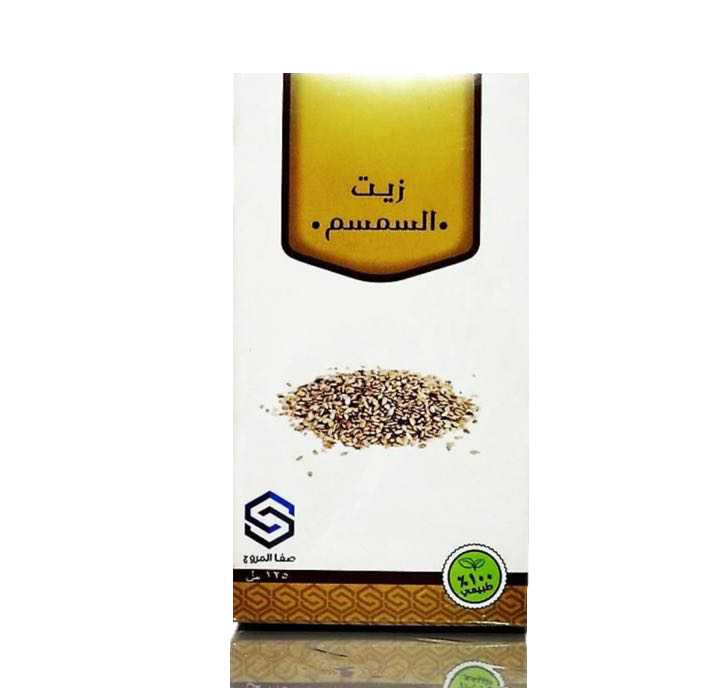 زيت
•السمسم•
صفا المروج
١٢٥ مل
%١٠٠
طبيعي